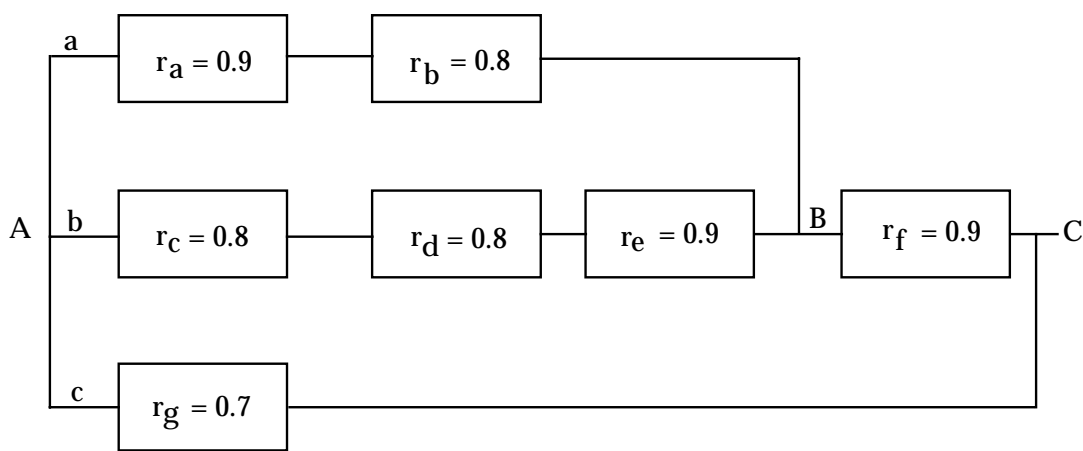 a
r_a = 0.9
r_b = 0.8
A
b
r_c = 0.8
r_d = 0.8
r_e = 0.9
B
r_f = 0.9
C
c
r_g = 0.7